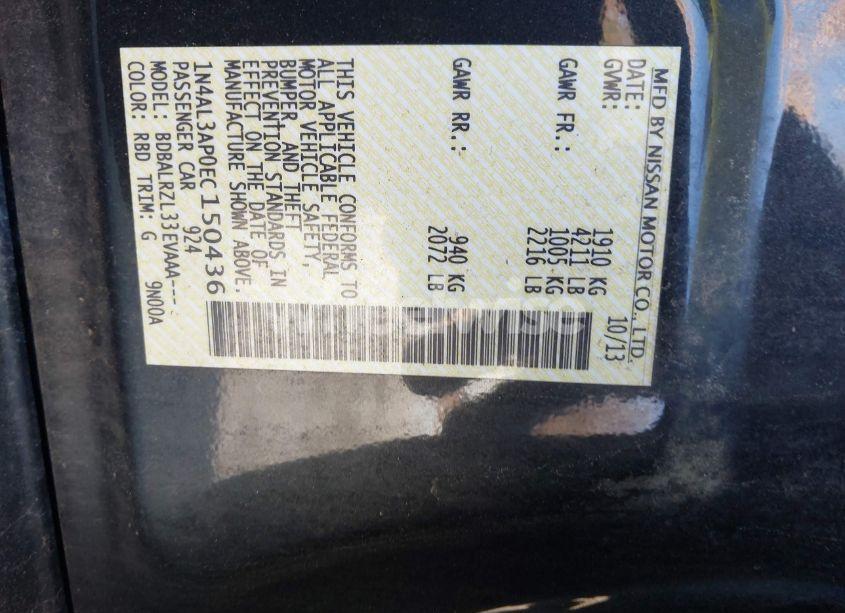 MFD BY NISSAN MOTOR CO., LTD.
DATE: 10/13
GVWR: 1910 KG
4211 LB
GAWR FR.: 1005 KG
2216 LB
GAWR RR.: 940 KG
2072 LB
THIS VEHICLE CONFORMS TO
ALL APPLICABLE FEDERAL
MOTOR VEHICLE SAFETY,
BUMPER, AND THEFT
PREVENTION STANDARDS IN
EFFECT ON THE DATE OF
MANUFACTURE SHOWN ABOVE.
1N4AL3AP0EC150436
PASSENGER CAR 924
MODEL: BDBALRZL33EVAAA---
COLOR: RBD TRIM: G 9N00A